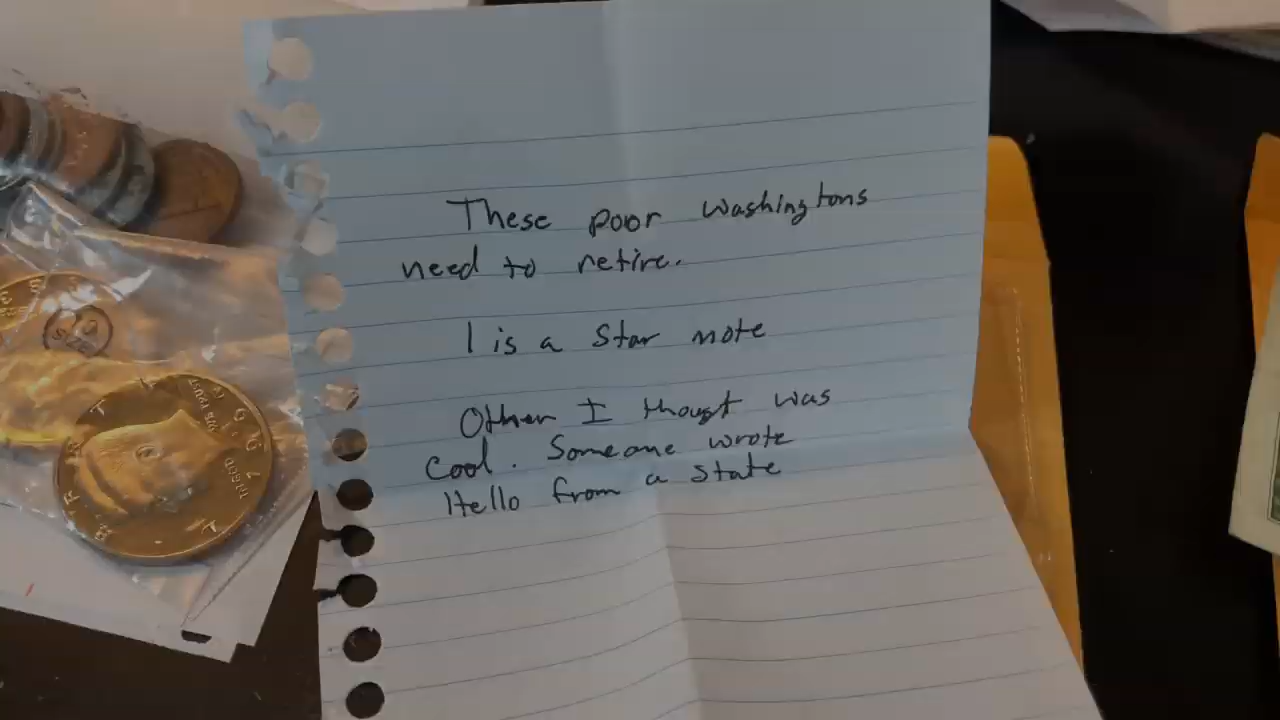 These poor washingtons
need to retire.
1 is a Star note
Other I thougt was
Cool. Someone wrote
Hello from a state